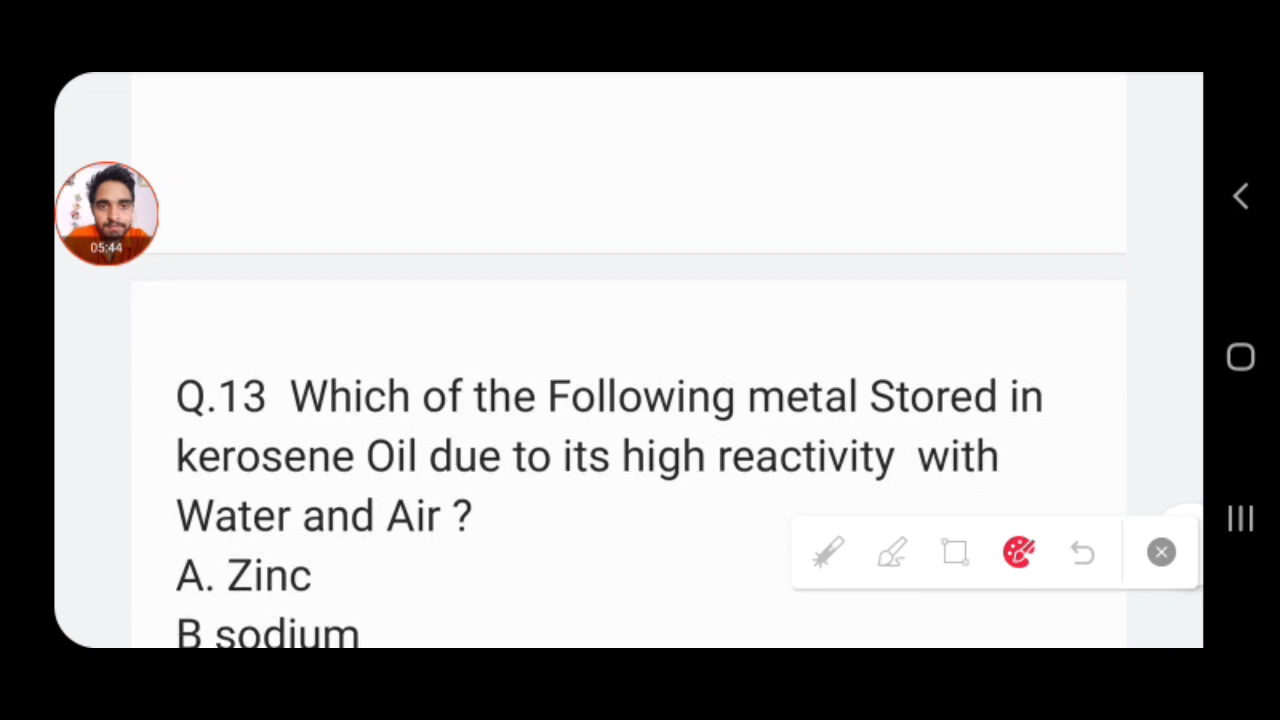 05:44
Q.13 Which of the Following metal Stored in
kerosene Oil due to its high reactivity with
Water and Air ?
A. Zinc
B sodium